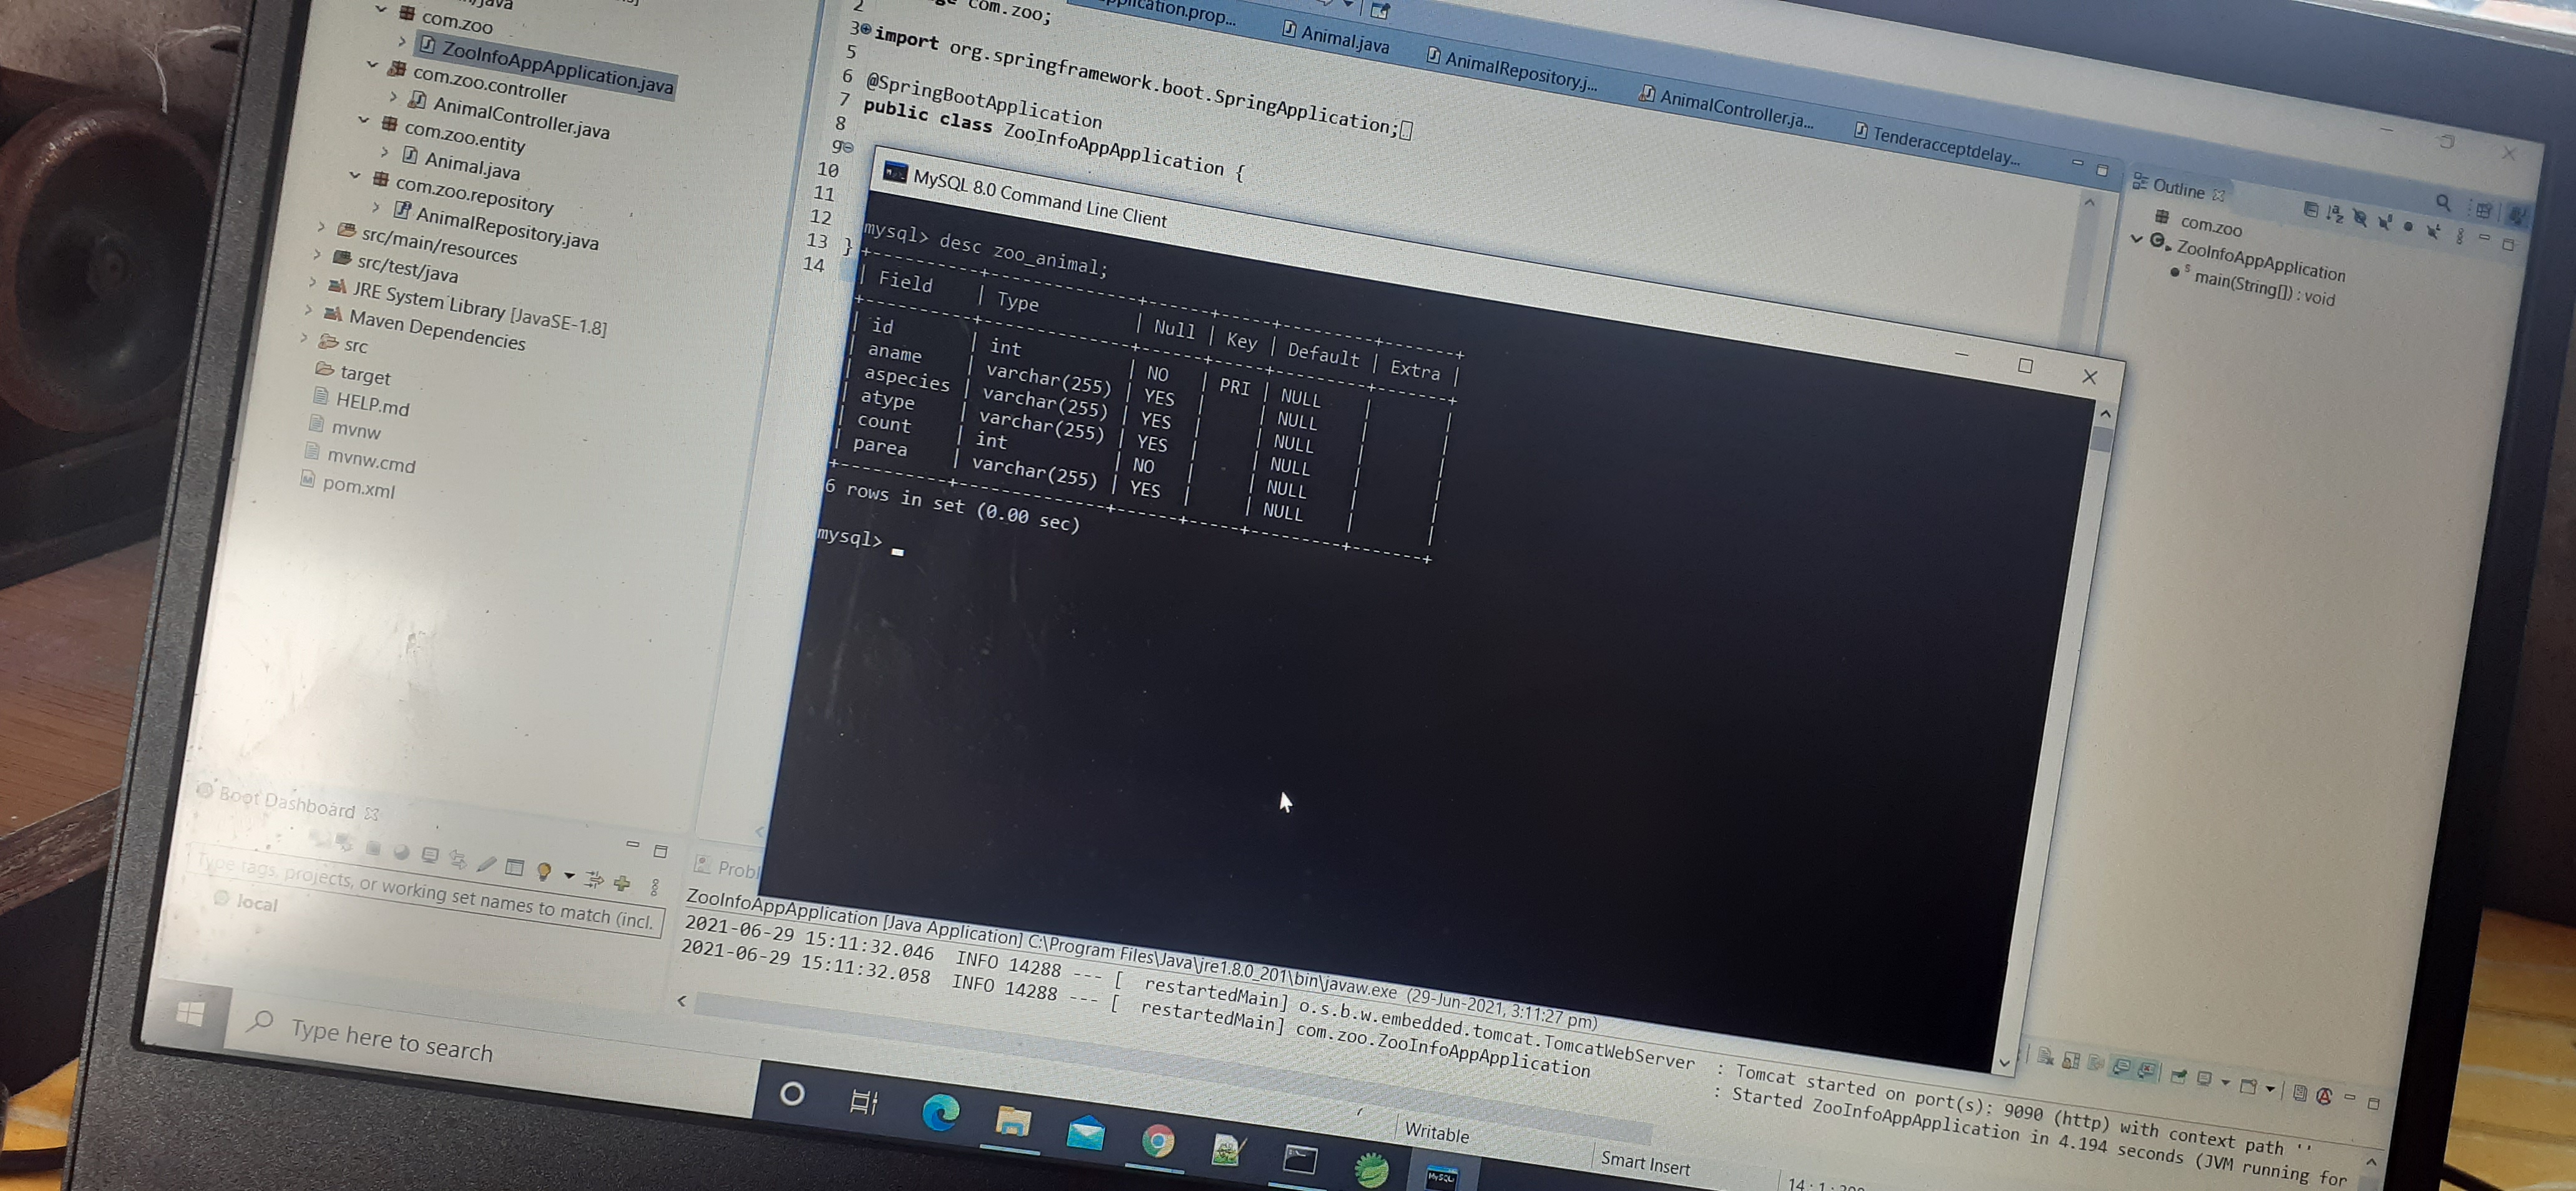 com.zoo
ZooInfoAppApplication.java
com.zoo.controller
AnimalController.java
com.zoo.entity
Animal.java
com.zoo.repository
AnimalRepository.java
src/main/resources
src/test/java
JRE System Library [JavaSE-1.8]
Maven Dependencies
src
target
HELP.md
mvnw
mvnw.cmd
pom.xml
Boot Dashboard
Type tags, projects, or working set names to match (incl.
local
Type here to search
Animal.java
AnimalRepository.j...
AnimalController.ja...
Tenderacceptdelay...
2
com.zoo;
3 import org.springframework.boot.SpringApplication;
5
6 @SpringBootApplication
7 public class ZooInfoAppApplication {
8
9
10
11
12
13 }
14
MySQL 8.0 Command Line Client
mysql> desc zoo_animal;
+-----------+--------------+------+-----+---------+-------+
| Field | Type | Null | Key | Default | Extra |
+-----------+--------------+------+-----+---------+-------+
| id | int | NO | PRI | NULL | |
| aname | varchar(255) | YES | | NULL | |
| aspecies | varchar(255) | YES | | NULL | |
| atype | varchar(255) | YES | | NULL | |
| count | int | NO | | NULL | |
| parea | varchar(255) | YES | | NULL | |
+-----------+--------------+------+-----+---------+-------+
6 rows in set (0.00 sec)
mysql>
Outline
com.zoo
ZooInfoAppApplication
main(String[]) : void
Probl
ZooInfoAppApplication [Java Application] C:\Program Files\Java\jre1.8.0_201\bin\javaw.exe (29-Jun-2021, 3:11:27 pm)
2021-06-29 15:11:32.046 INFO 14288 --- [ restartedMain] o.s.b.w.embedded.tomcat.TomcatWebServer : Tomcat started on port(s): 9090 (http) with context path ''
2021-06-29 15:11:32.058 INFO 14288 --- [ restartedMain] com.zoo.ZooInfoAppApplication : Started ZooInfoAppApplication in 4.194 seconds (JVM running for
Writable
Smart Insert